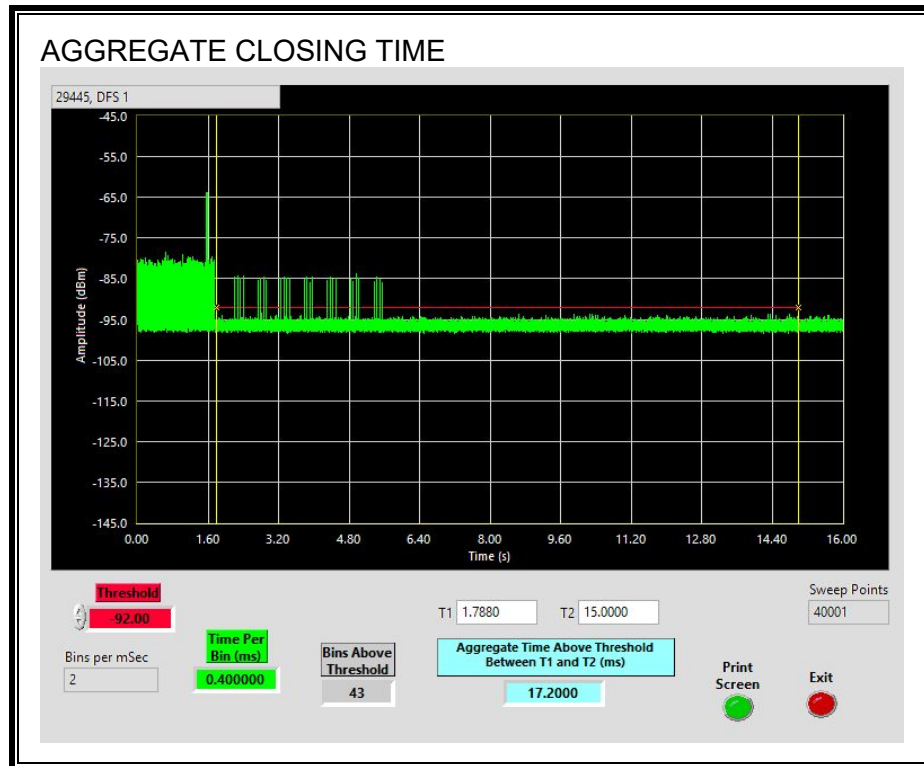 AGGREGATE CLOSING TIME
29445, DFS 1
-45.0
-55.0
-65.0
-75.0
-85.0
-95.0
-105.0
-115.0
-125.0
-135.0
-145.0
Amplitude (dBm)
0.00 1.60 3.20 4.80 6.40 8.00 9.60 11.20 12.80 14.40 16.00
Time (s)
Threshold
-92.00
Bins per mSec
2
Time Per
Bin (ms)
0.400000
Bins Above
Threshold
43
T1 1.7880 T2 15.0000
Aggregate Time Above Threshold
Between T1 and T2 (ms)
17.2000
Sweep Points
40001
Print
Screen
Exit